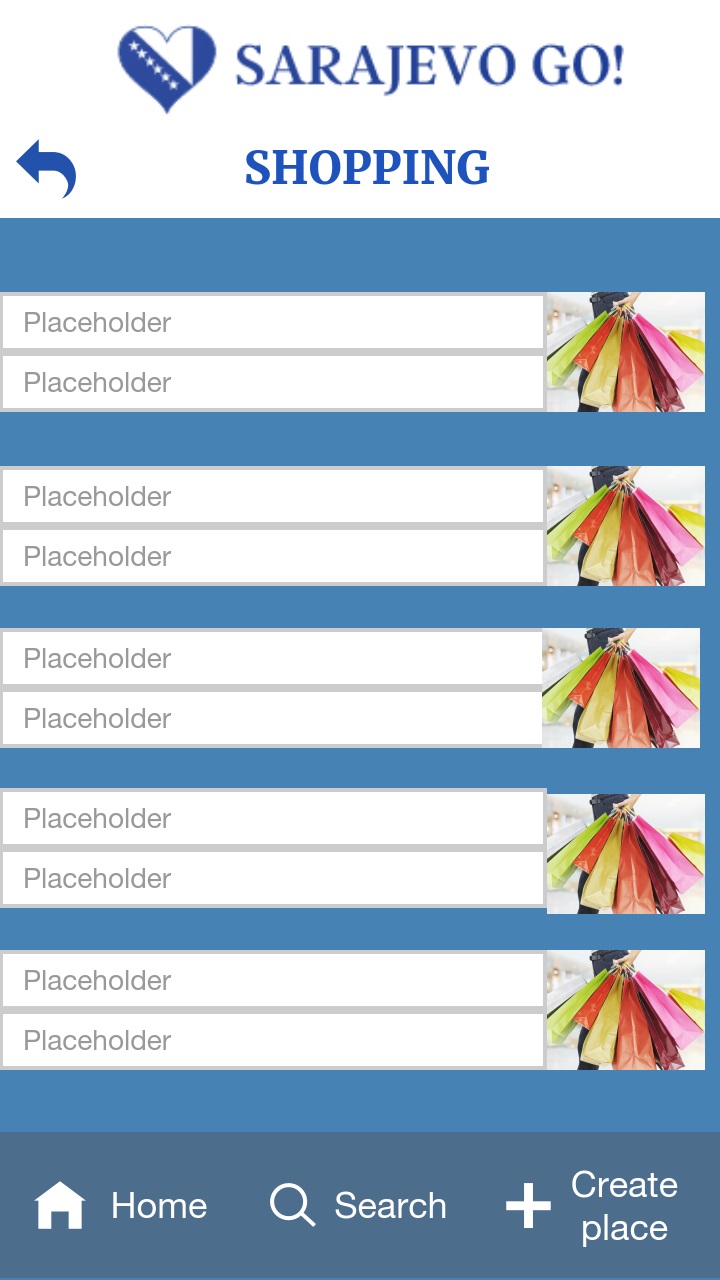 SARAJEVO GO!
SHOPPING
Placeholder
Placeholder
Placeholder
Placeholder
Placeholder
Placeholder
Placeholder
Placeholder
Placeholder
Placeholder
Home
Search
Create
place